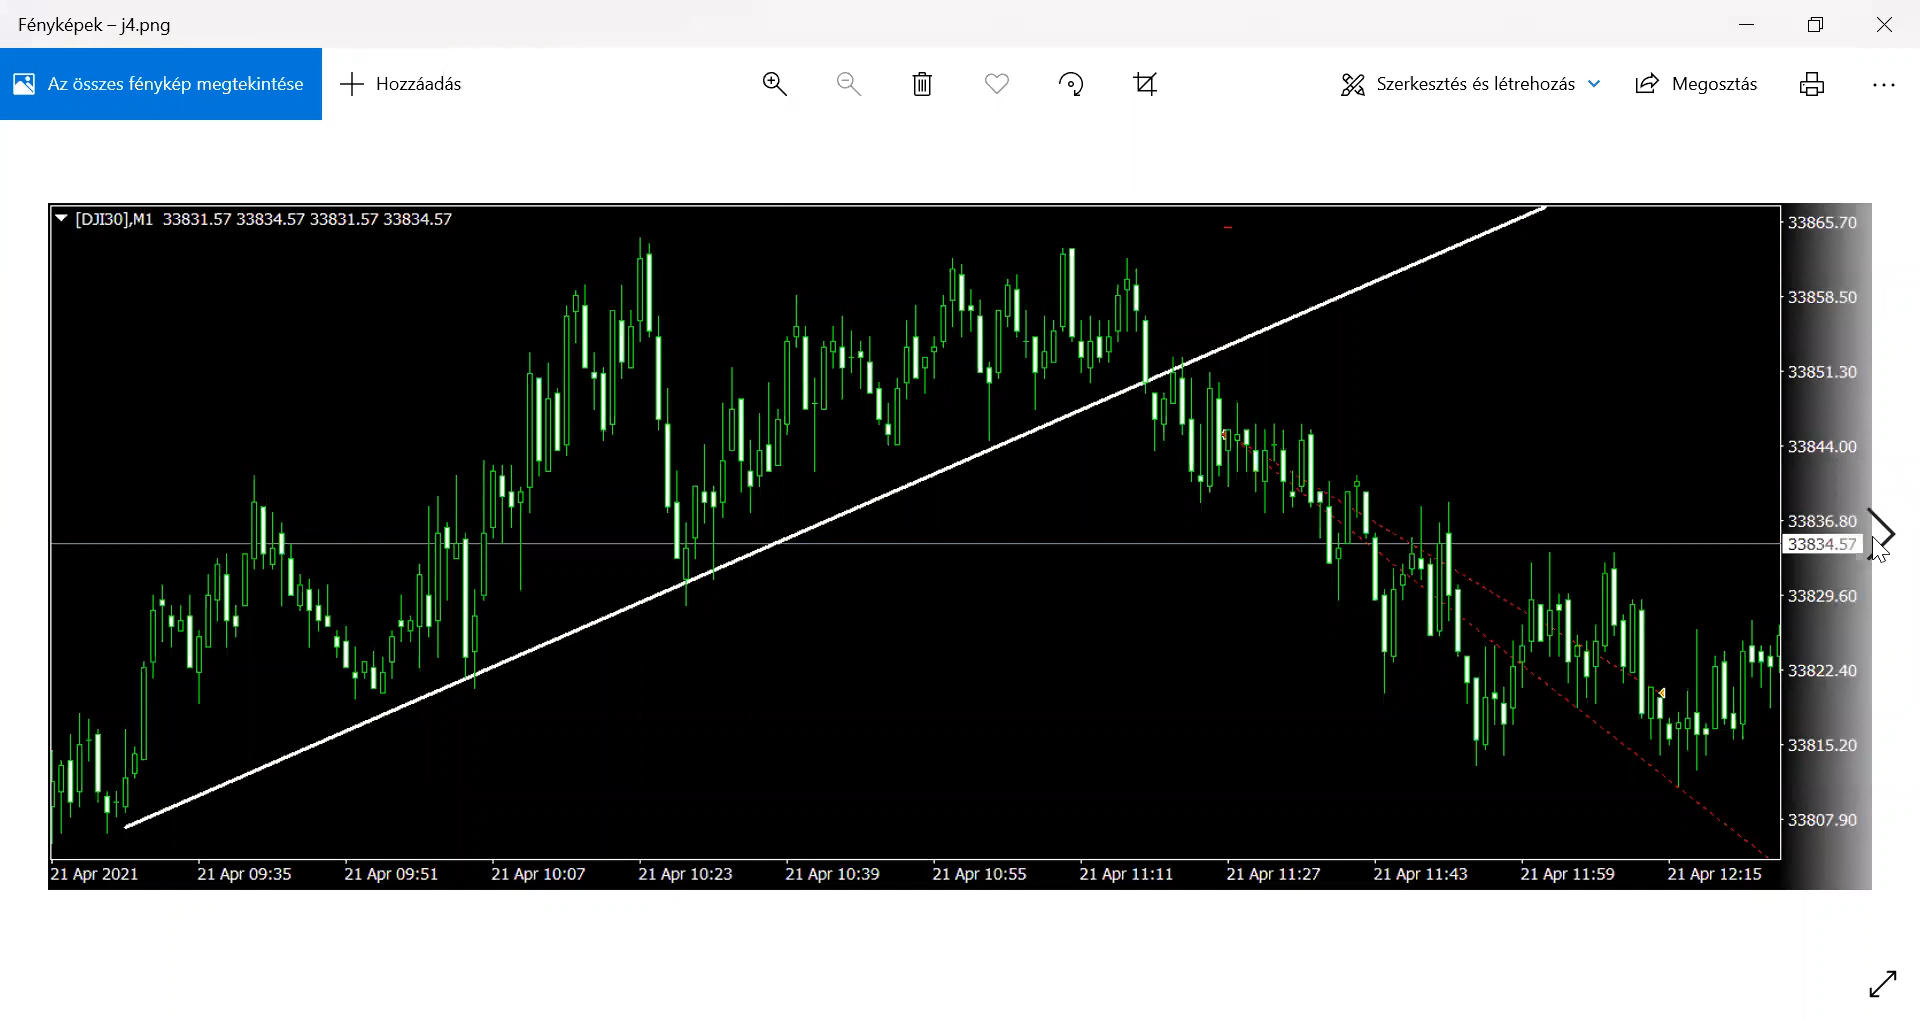 Fényképek – j4.png
Az összes fénykép megtekintése
Hozzáadás
Szerkesztés és létrehozás
Megosztás
[DJI30],M1 33831.57 33834.57 33831.57 33834.57
33865.70
33858.50
33851.30
33844.00
33836.80
33834.57
33829.60
33822.40
33815.20
33807.90
21 Apr 2021
21 Apr 09:35
21 Apr 09:51
21 Apr 10:07
21 Apr 10:23
21 Apr 10:39
21 Apr 10:55
21 Apr 11:11
21 Apr 11:27
21 Apr 11:43
21 Apr 11:59
21 Apr 12:15